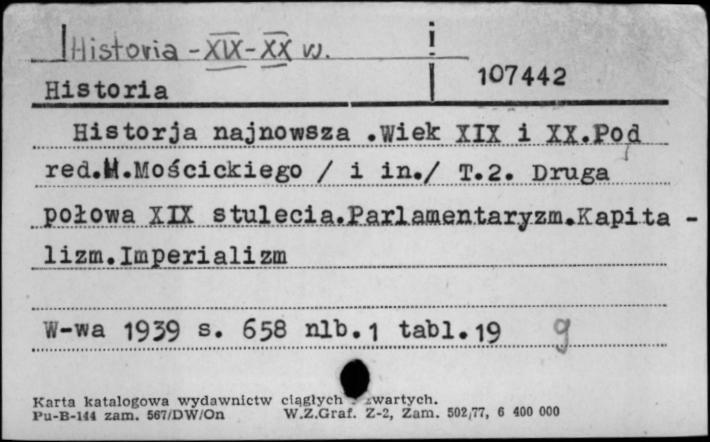 Historia - XIX - XX w.
Historia 107442
Historja najnowsza .Wiek XIX i XX.Pod
red.M.Mościckiego / i in./ T.2. Druga
połowa XIX stulecia.Parlamentaryzm.Kapita -
lizm.Imperializm
W-wa 1939 s. 658 nlb.1 tabl.19 g
Karta katalogowa wydawnictw ciągłych zwartych.
Pu-B-144 zam. 567/DW/On W.Z.Graf. Z-2, Zam. 502/77, 6 400 000